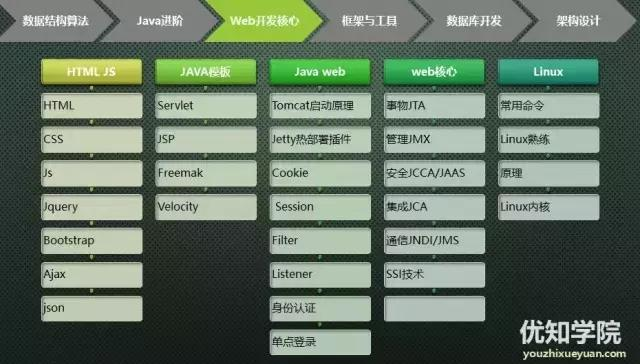 数据结构算法
Java进阶
Web开发核心
框架与工具
数据库开发
架构设计
HTML JS
HTML
CSS
Js
Jquery
Bootstrap
Ajax
json
JAVA模板
Servlet
JSP
Freemak
Velocity
Java web
Tomcat启动原理
Jetty热部署插件
Cookie
Session
Filter
Listener
身份认证
单点登录
web核心
事物JTA
管理JMX
安全JCCA/JAAS
集成JCA
通信JNDI/JMS
SSI技术
Linux
常用命令
Linux熟练
原理
Linux内核
优知学院
youzhixueyuan.com